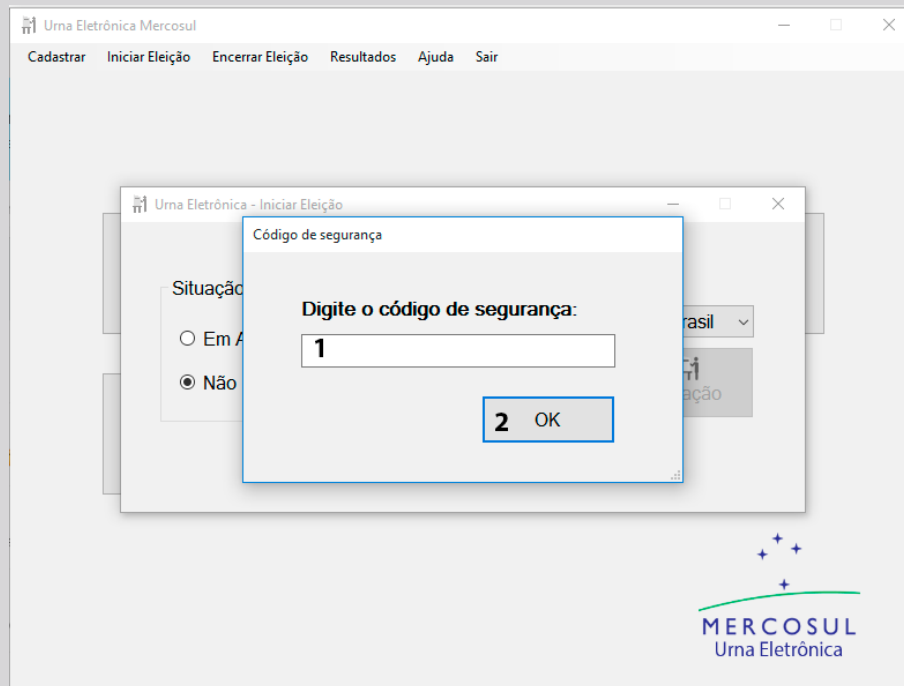 Urna Eletrônica Mercosul
Cadastrar Iniciar Eleição Encerrar Eleição Resultados Ajuda Sair
Urna Eletrônica - Iniciar Eleição
Código de segurança
Situação
Digite o código de segurança:
rasil
Em A
1
ação
Não
2 OK
MERCOSUL
Urna Eletrônica